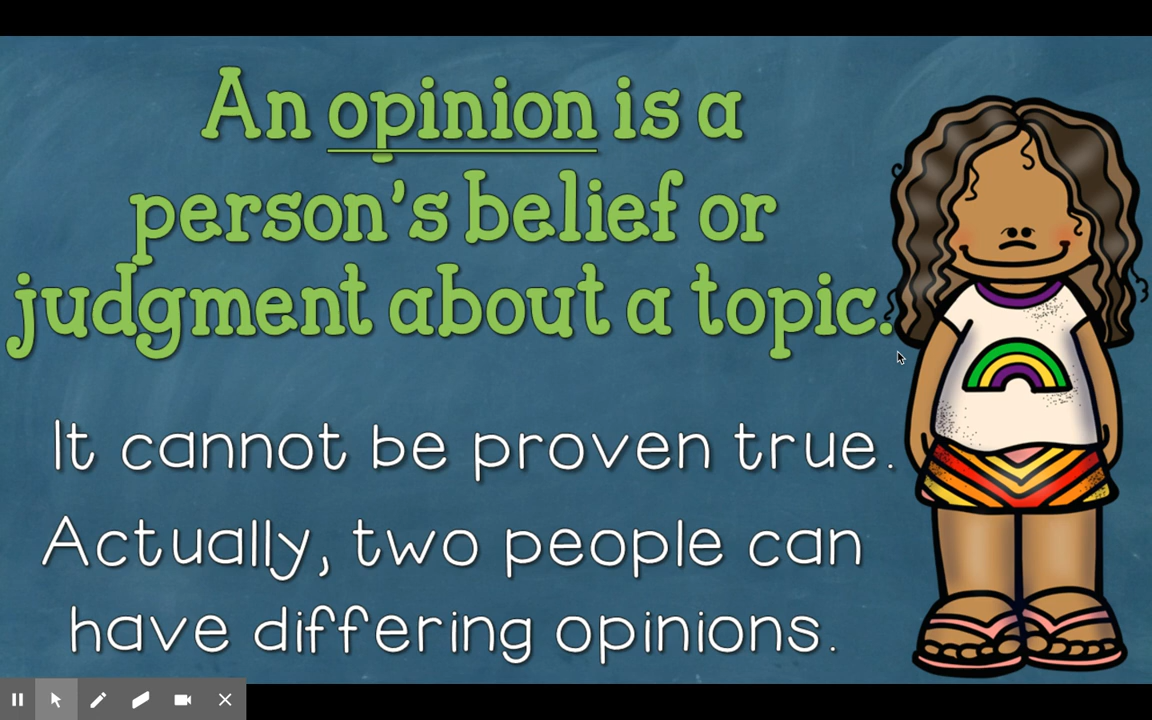 An opinion is a
person's belief or
judgment about a topic.
It cannot be proven true.
Actually, two people can
have differing opinions.